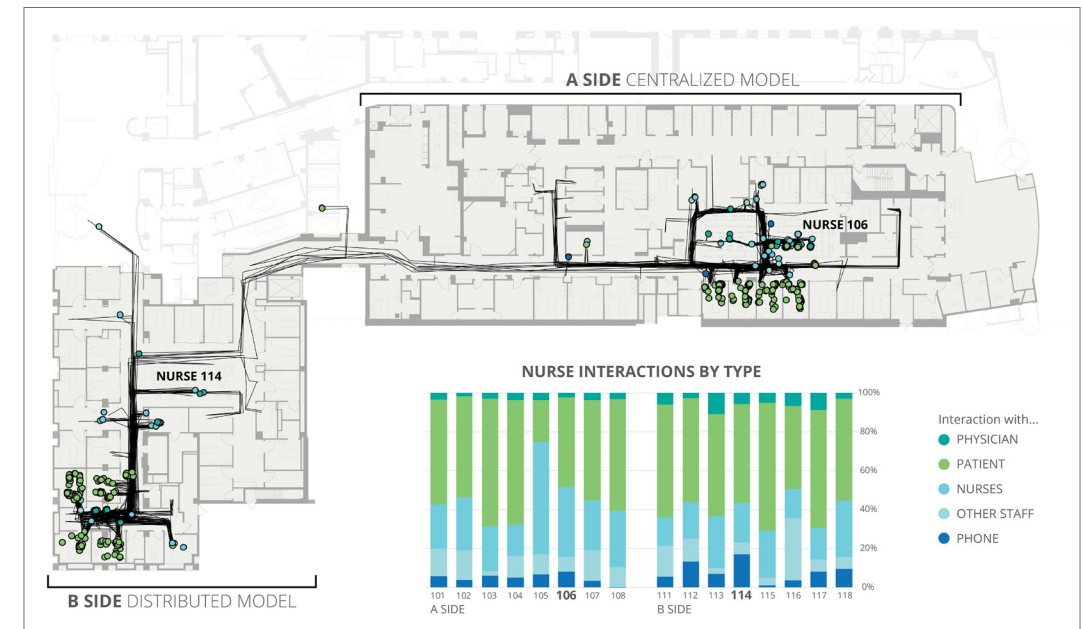 A SIDE CENTRALIZED MODEL
NURSE 106
NURSE 114
NURSE INTERACTIONS BY TYPE
100%
80%
60%
40%
20%
0%
101 102 103 104 105 106 107 108 111 112 113 114 115 116 117 118
A SIDE B SIDE
Interaction with...
PHYSICIAN
PATIENT
NURSES
OTHER STAFF
PHONE
B SIDE DISTRIBUTED MODEL